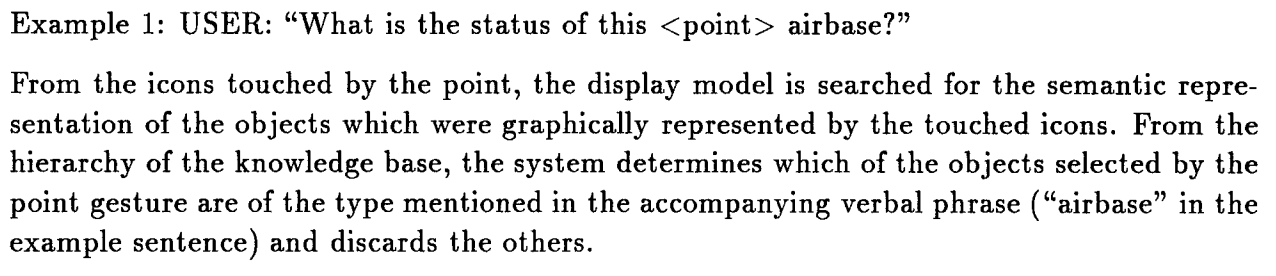 Example 1: USER: “What is the status of this <point> airbase?”
From the icons touched by the point, the display model is searched for the semantic repre-
sentation of the objects which were graphically represented by the touched icons. From the
hierarchy of the knowledge base, the system determines which of the objects selected by the
point gesture are of the type mentioned in the accompanying verbal phrase (“airbase” in the
example sentence) and discards the others.